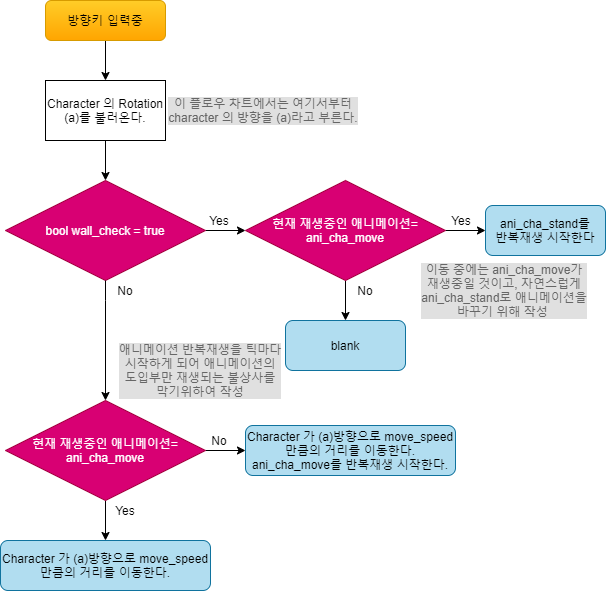 방향키 입력중
Character 의 Rotation
(a)를 불러온다.
이 플로우 차트에서는 여기서부터
character 의 방향을 (a)라고 부른다.
bool wall_check = true
Yes
현재 재생중인 애니메이션=
ani_cha_move
Yes
ani_cha_stand를
반복재생 시작한다
이동 중에는 ani_cha_move가
재생중일 것이고, 자연스럽게
ani_cha_stand로 애니메이션을
바꾸기 위해 작성
No
No
blank
애니메이션 반복재생을 틱마다
시작하게 되어 애니메이션의
도입부만 재생되는 불상사를
막기위하여 작성
현재 재생중인 애니메이션=
ani_cha_move
No
Character 가 (a)방향으로 move_speed
만큼의 거리를 이동한다.
ani_cha_move를 반복재생 시작한다.
Yes
Character 가 (a)방향으로 move_speed
만큼의 거리를 이동한다.